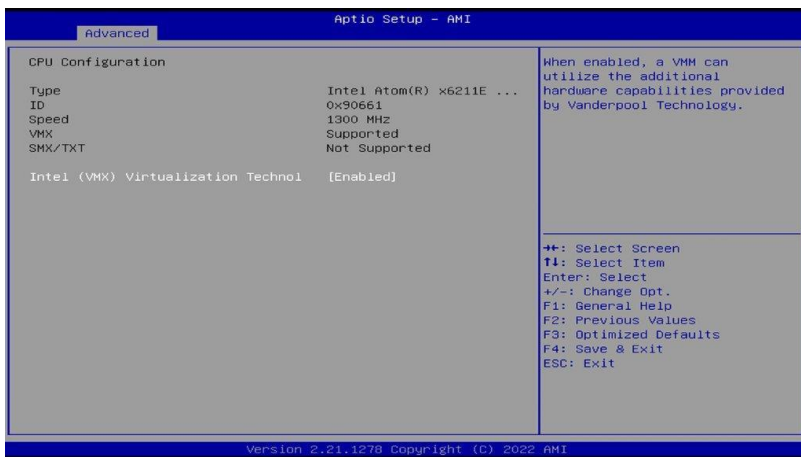 Aptio Setup – AMI
Advanced
CPU Configuration
Type Intel Atom(R) x6211E ...
ID 0x90661
Speed 1300 MHz
VMX Supported
SMX/TXT Not Supported
Intel (VMX) Virtualization Technol [Enabled]
When enabled, a VMM can
utilize the additional
hardware capabilities provided
by Vanderpool Technology.
→←: Select Screen
↑↓: Select Item
Enter: Select
+/-: Change Opt.
F1: General Help
F2: Previous Values
F3: Optimized Defaults
F4: Save & Exit
ESC: Exit
Version 2.21.1278 Copyright (C) 2022 AMI